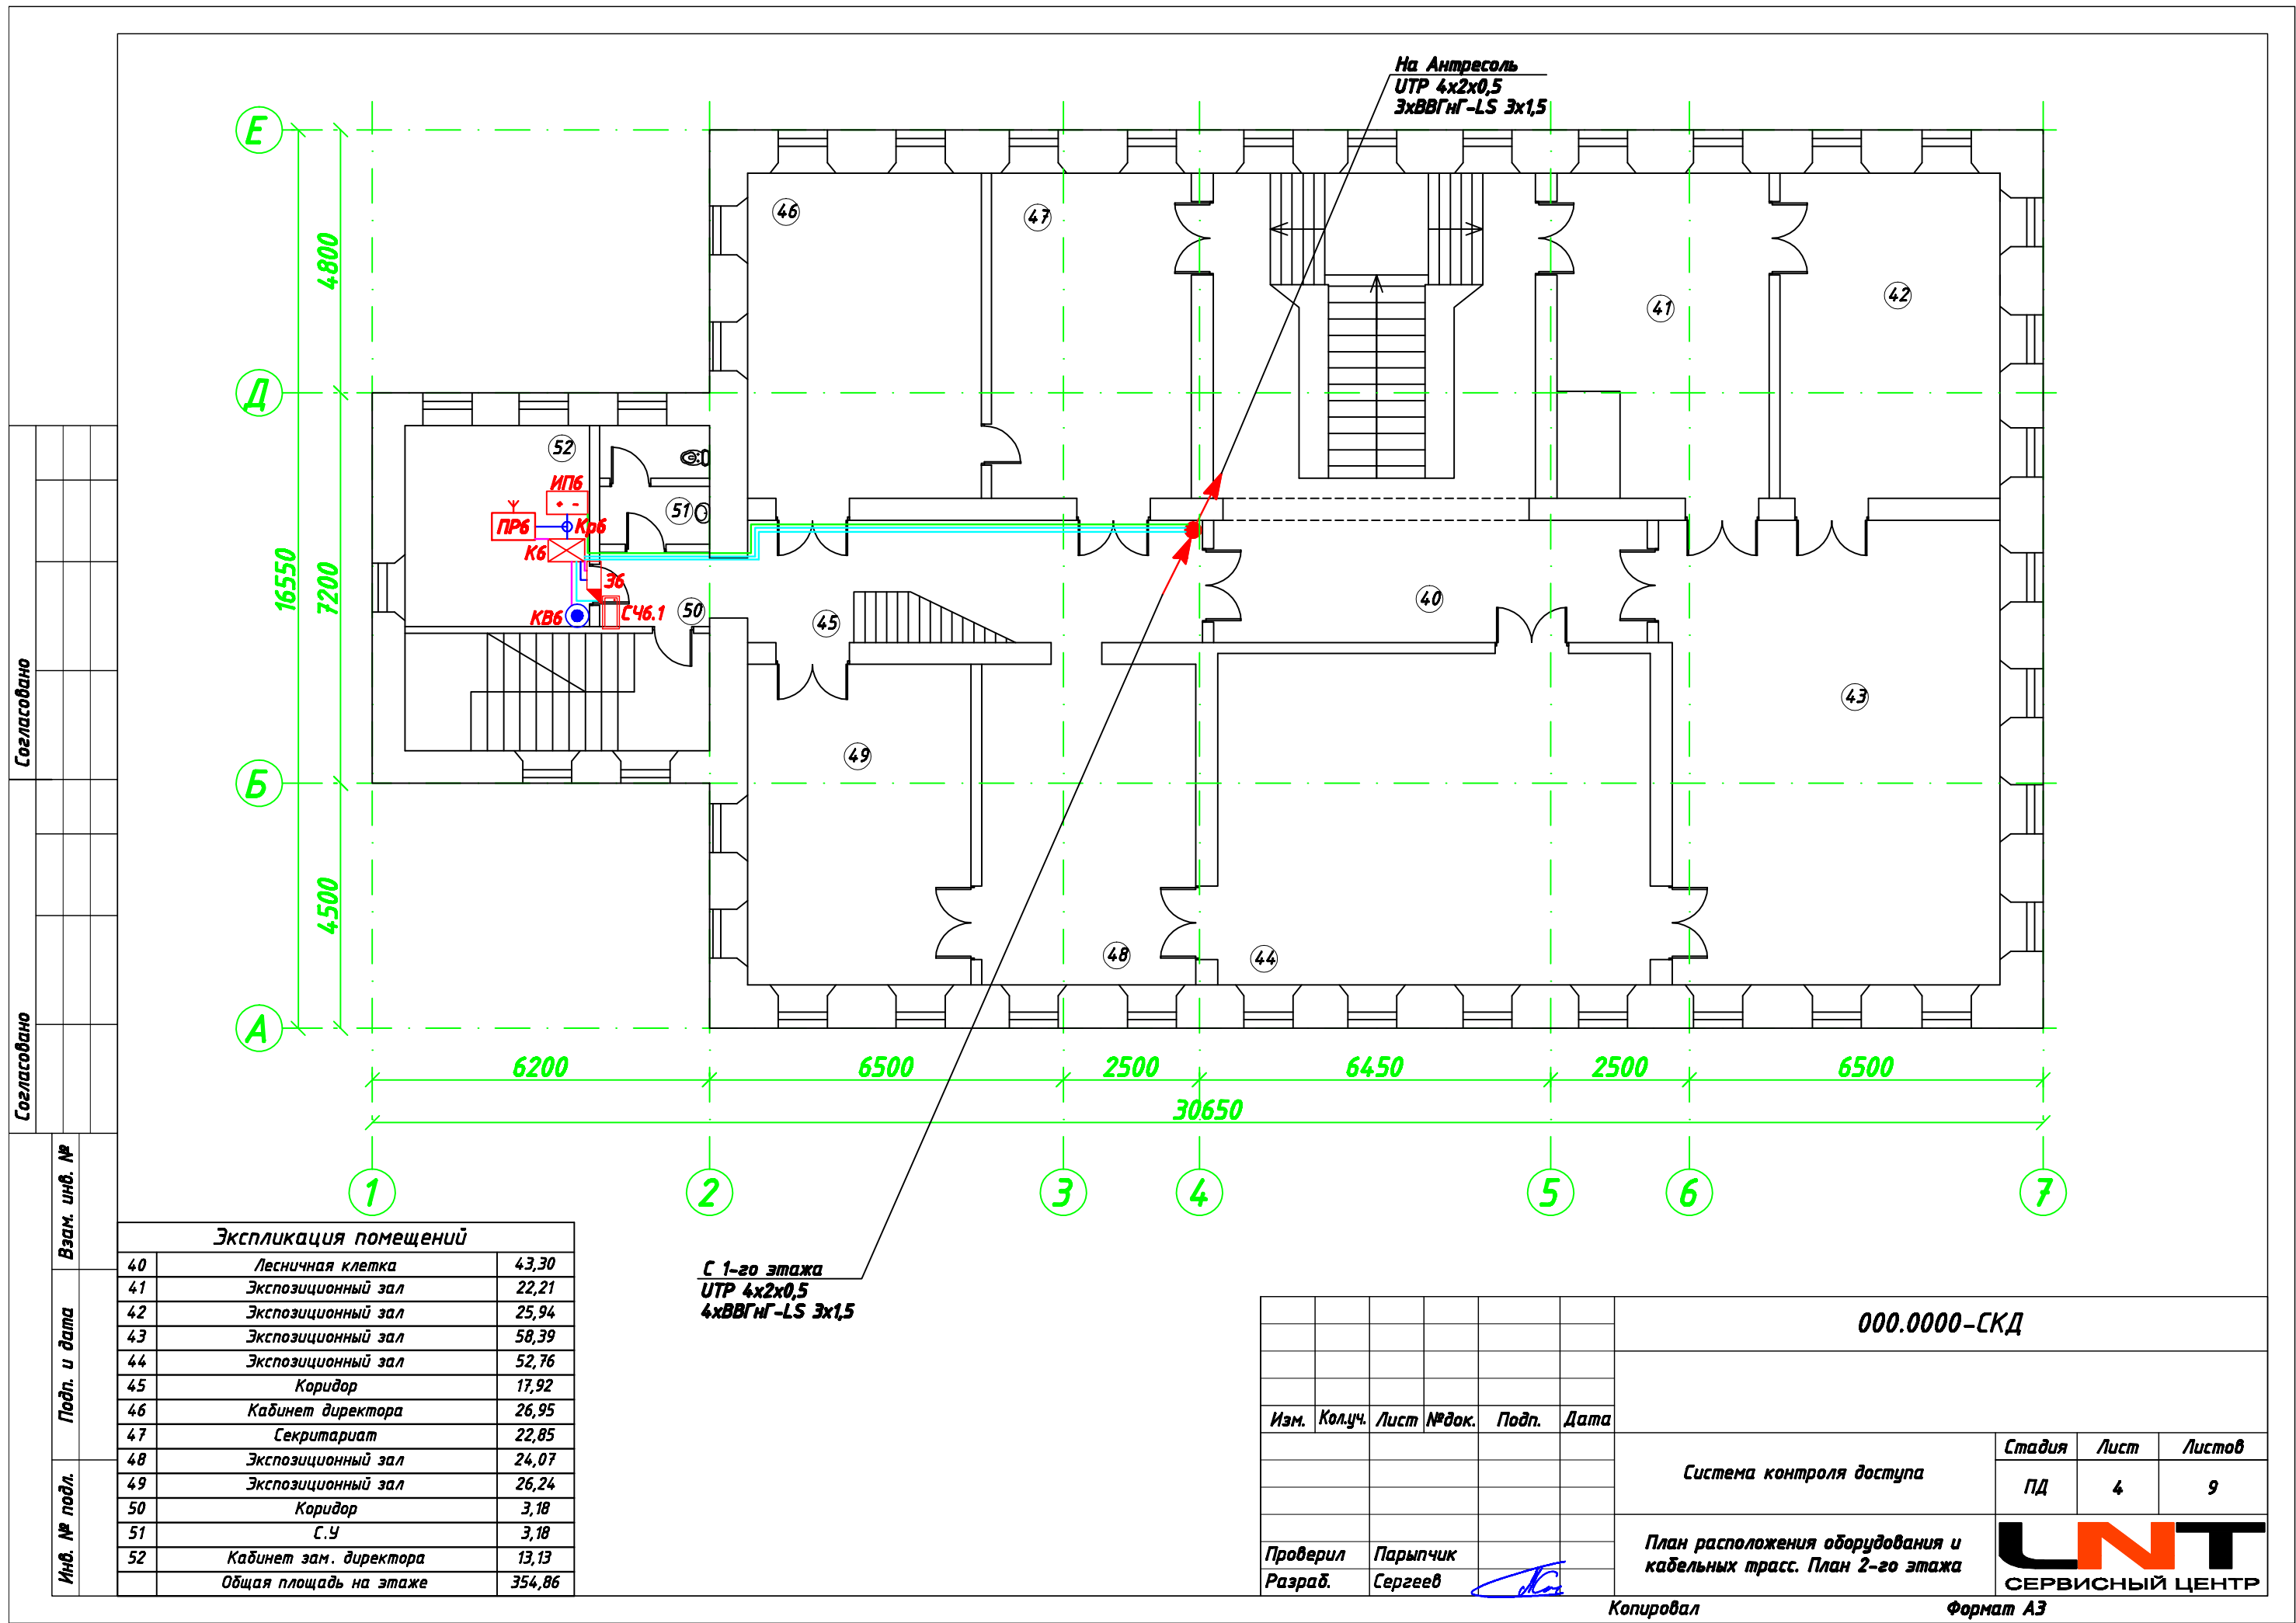 На Антресоль
UTP 4х2х0,5
3хВВГнГ-LS 3х1,5
Е
Д
Б
А
4800
7200
4500
16550
46
47
41
42
52
51
50
45
40
43
49
48
44
ИП6
+ -
ПР6
Кр6
К6
З6
КВ6
СЧ6.1
6200
6500
2500
6450
2500
6500
30650
1
2
3
4
5
6
7
С 1-го этажа
UTP 4х2х0,5
4хВВГнГ-LS 3х1,5
Согласовано
Согласовано
Взам. инв. №
Подп. и дата
Инв. № подл.
Экспликация помещений
40 Лесничная клетка 43,30
41 Экспозиционный зал 22,21
42 Экспозиционный зал 25,94
43 Экспозиционный зал 58,39
44 Экспозиционный зал 52,76
45 Коридор 17,92
46 Кабинет директора 26,95
47 Секритариат 22,85
48 Экспозиционный зал 24,07
49 Экспозиционный зал 26,24
50 Коридор 3,18
51 С.У 3,18
52 Кабинет зам. директора 13,13
Общая площадь на этаже 354,86
000.0000-СКД
Изм. Кол.уч. Лист №док. Подп. Дата
Система контроля доступа
Стадия Лист Листов
ПД 4 9
Проверил Парыпчик
Разраб. Сергеев
План расположения оборудования и
кабельных трасс. План 2-го этажа
LNT
СЕРВИСНЫЙ ЦЕНТР
Копировал
Формат А3